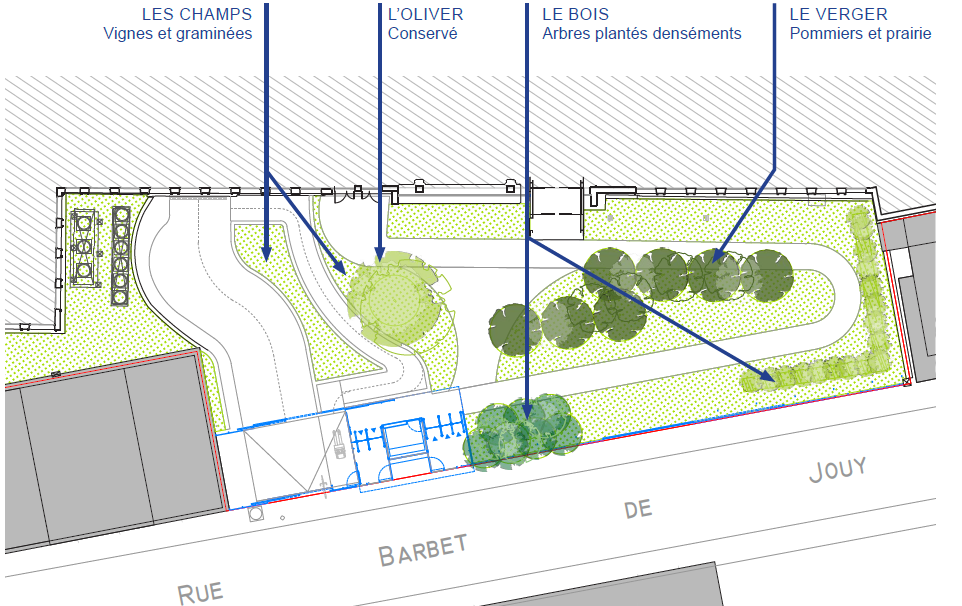 LES CHAMPS
Vignes et graminées
L'OLIVER
Conservé
LE BOIS
Arbres plantés denséments
LE VERGER
Pommiers et prairie
RUE BARBET DE JOUY